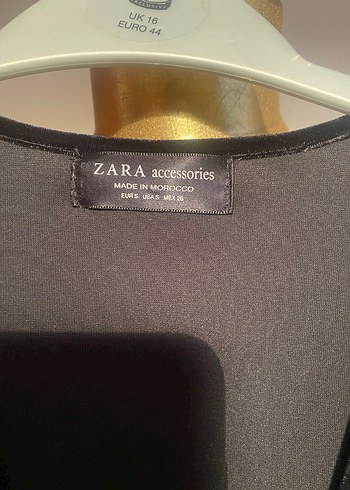 UK 16
EURO 44
ZARA accessories
MADE IN MOROCCO
EUR S USA S MEX 26